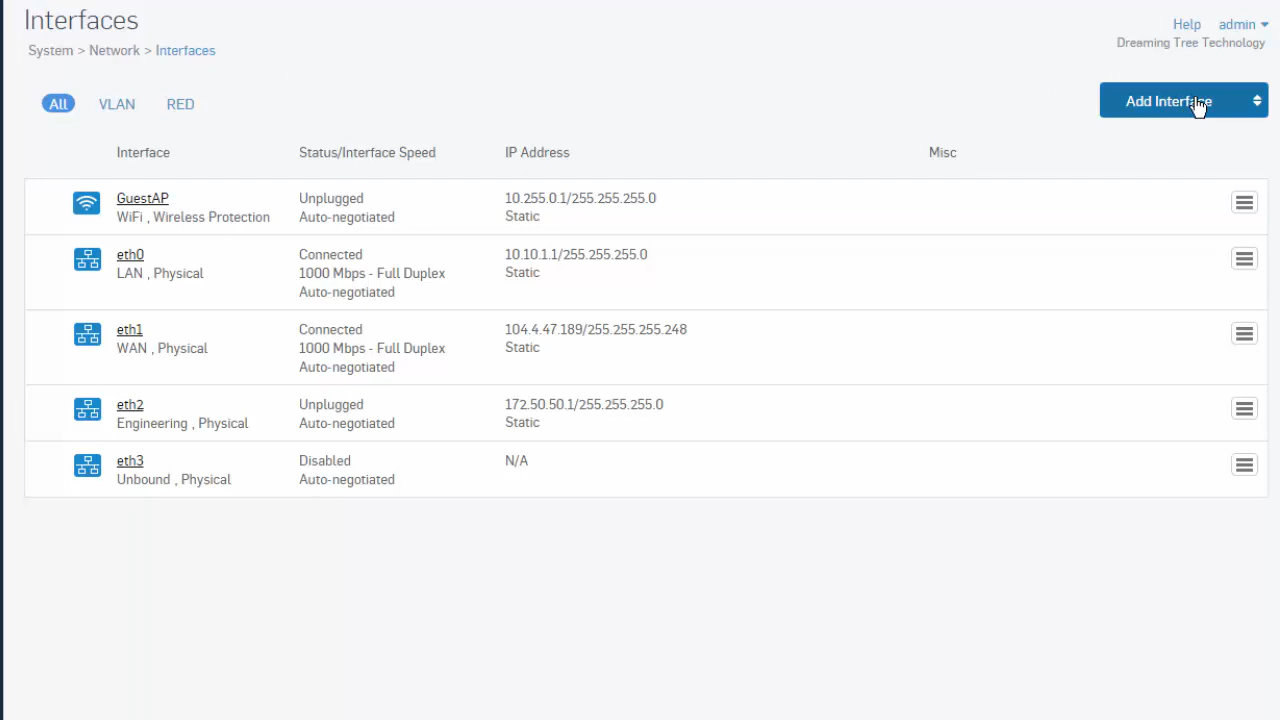 Interfaces
Help admin
System > Network > Interfaces
Dreaming Tree Technology
All VLAN RED
Add Interface
Interface Status/Interface Speed IP Address Misc
GuestAP Unplugged 10.255.0.1/255.255.255.0
WiFi , Wireless Protection Auto-negotiated Static
eth0 Connected 10.10.1.1/255.255.255.0
LAN , Physical 1000 Mbps - Full Duplex Static
Auto-negotiated
eth1 Connected 104.4.47.189/255.255.255.248
WAN , Physical 1000 Mbps - Full Duplex Static
Auto-negotiated
eth2 Unplugged 172.50.50.1/255.255.255.0
Engineering , Physical Auto-negotiated Static
eth3 Disabled N/A
Unbound , Physical Auto-negotiated